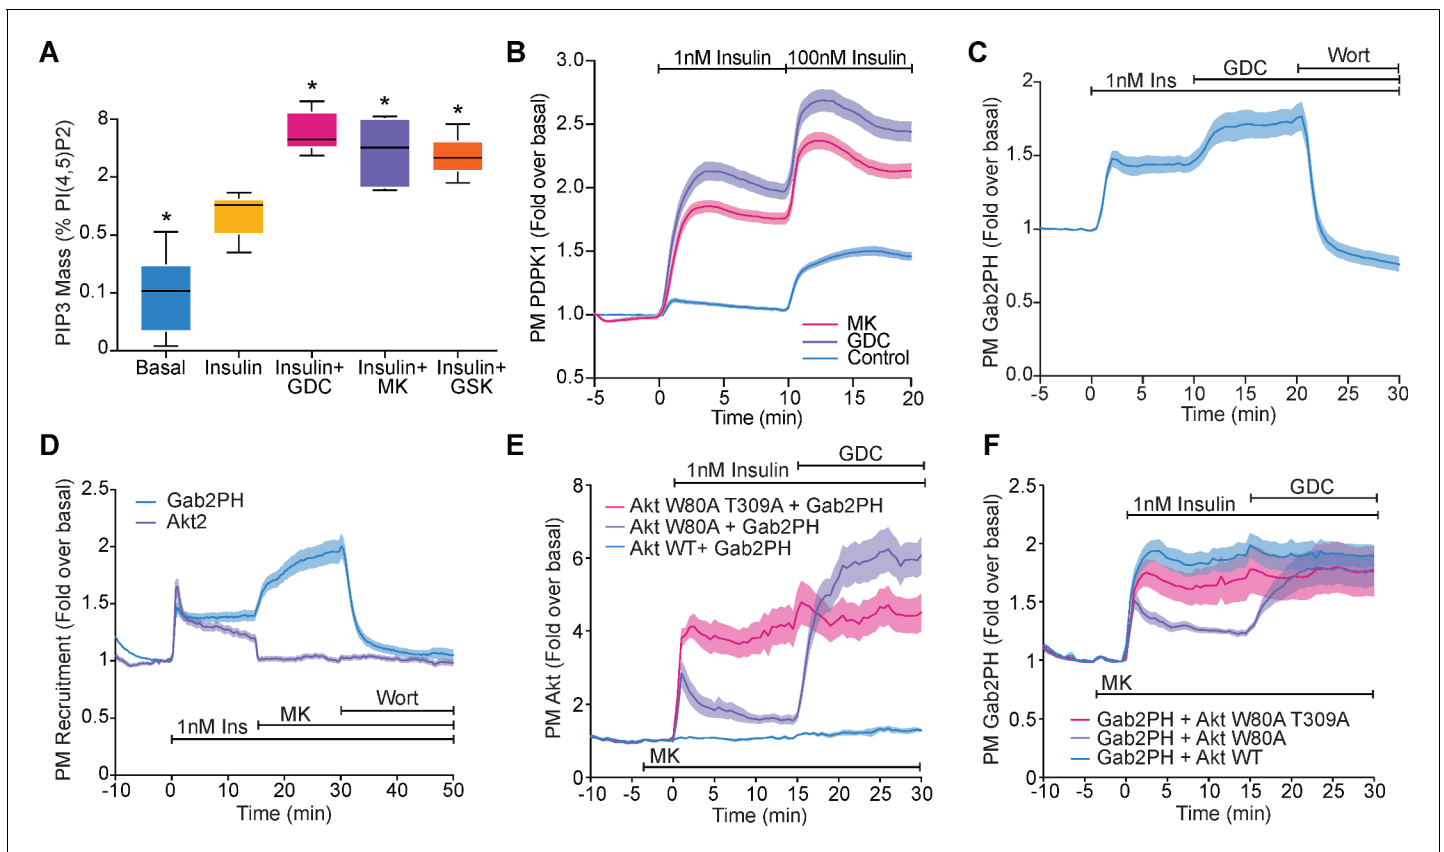 A
PIP3 Mass (% PI(4,5)P2)
8
2
0.5
0.1
0
*
*
*
*
Basal
Insulin
Insulin+
GDC
Insulin+
MK
Insulin+
GSK
B
PM PDPK1 (Fold over basal)
3.0
2.5
2.0
1.5
1.0
0.5
1nM Insulin
100nM Insulin
MK
GDC
Control
-5 0 5 10 15 20
Time (min)
C
PM Gab2PH (Fold over basal)
2
1.5
1
0.5
0.0
Wort
GDC
1nM Ins
-5 0 5 10 15 20 25 30
Time (min)
D
PM Recruitment (Fold over basal)
2.5
2
1.5
1
0.5
0
Gab2PH
Akt2
Wort
MK
1nM Ins
-10 0 10 20 30 40 50
Time (min)
E
PM Akt (Fold over basal)
8
6
4
2
0
GDC
1nM Insulin
Akt W80A T309A + Gab2PH
Akt W80A + Gab2PH
Akt WT+ Gab2PH
MK
-10 -5 0 5 10 15 20 25 30
Time (min)
F
PM Gab2PH (Fold over basal)
2.5
2
1.5
1
0.5
0
GDC
1nM Insulin
MK
Gab2PH + Akt W80A T309A
Gab2PH + Akt W80A
Gab2PH + Akt WT
-10 -5 0 5 10 15 20 25 30
Time (min)